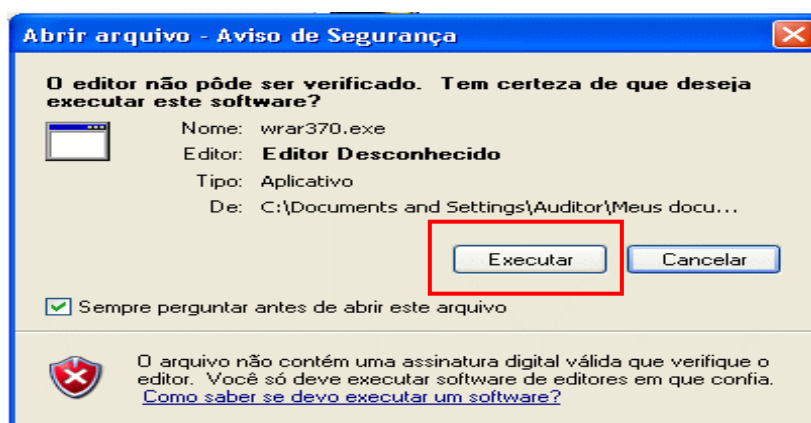 Abrir arquivo - Aviso de Segurança
O editor não pôde ser verificado. Tem certeza de que deseja
executar este software?
Nome: wrar370.exe
Editor: Editor Desconhecido
Tipo: Aplicativo
De: C:\Documents and Settings\Auditor\Meus docu...
Executar Cancelar
Sempre perguntar antes de abrir este arquivo
O arquivo não contém uma assinatura digital válida que verifique o
editor. Você só deve executar software de editores em que confia.
Como saber se devo executar um software?